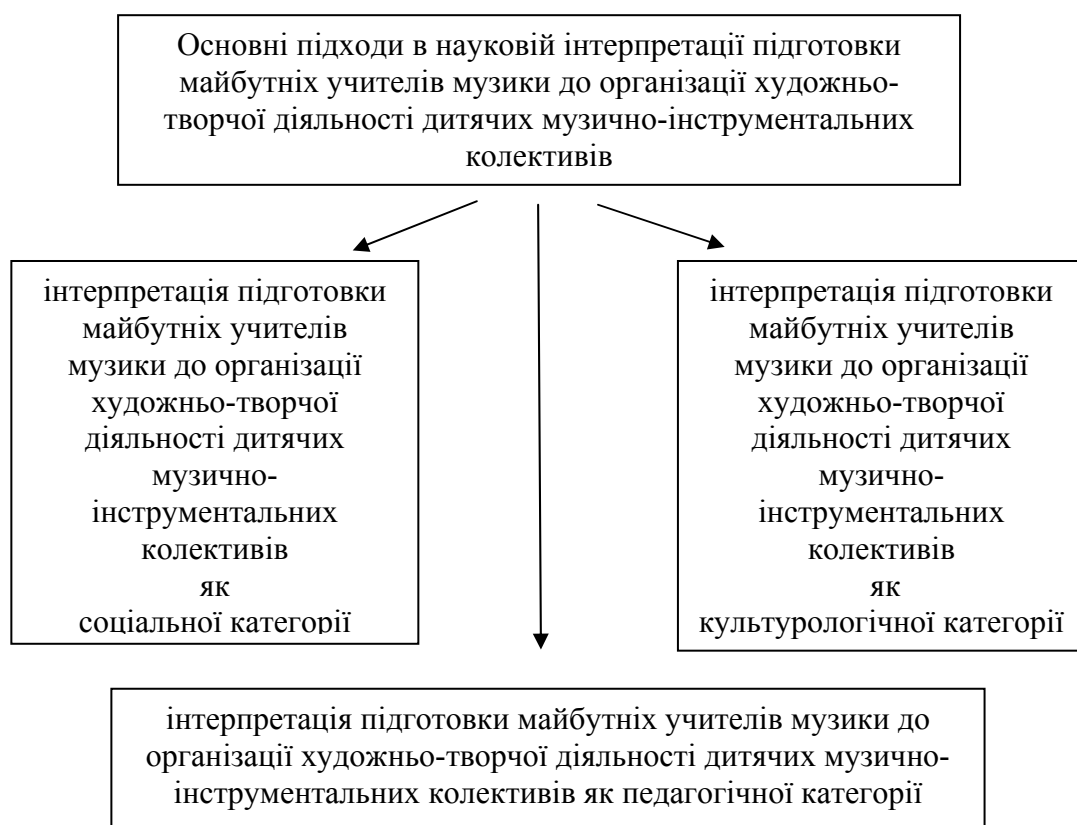 Основні підходи в науковій інтерпретації підготовки
майбутніх учителів музики до організації художньо-
творчої діяльності дитячих музично-інструментальних
колективів
інтерпретація підготовки
майбутніх учителів
музики до організації
художньо-творчої
діяльності дитячих
музично-
інструментальних
колективів
як
соціальної категорії
інтерпретація підготовки
майбутніх учителів
музики до організації
художньо-творчої
діяльності дитячих
музично-
інструментальних
колективів
як
культурологічної категорії
інтерпретація підготовки майбутніх учителів музики до
організації художньо-творчої діяльності дитячих музично-
інструментальних колективів як педагогічної категорії